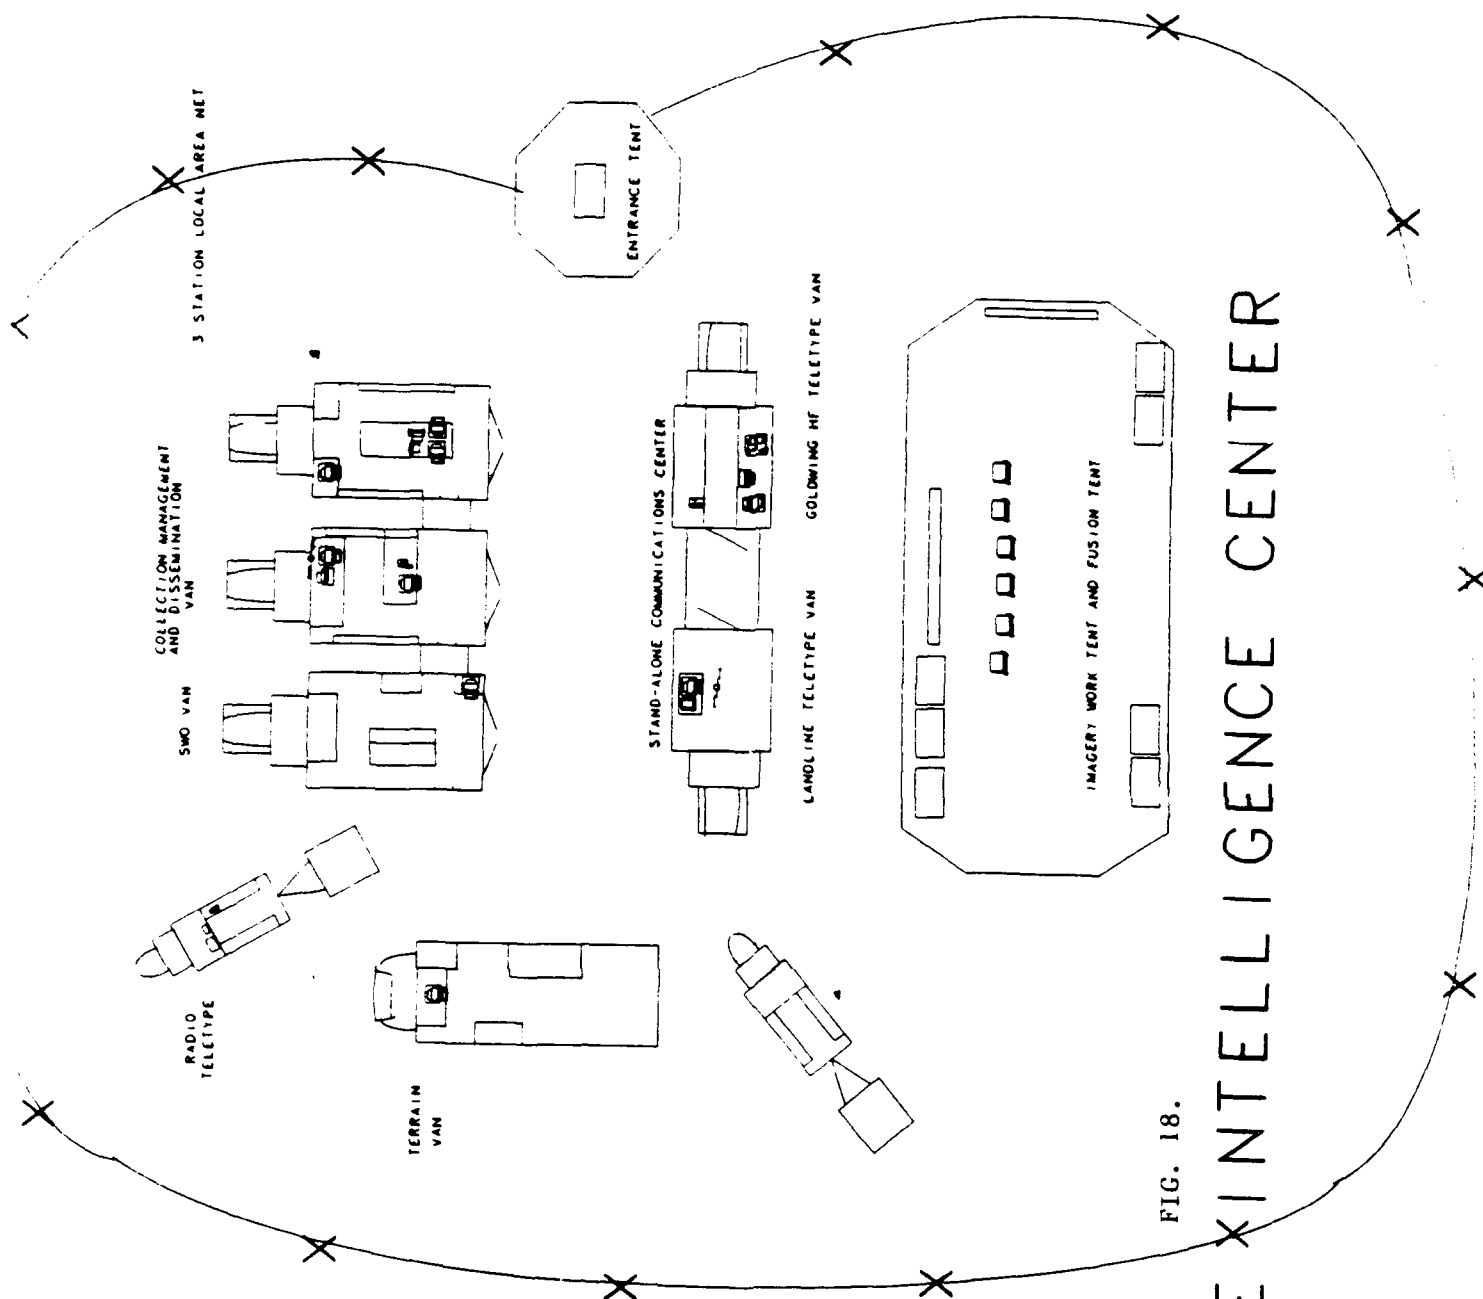 3 STATION LOCAL AREA NET
COLLECTION MANAGEMENT
AND DISSEMINATION
VAN
SWO VAN
ENTRANCE TENT
STAND-ALONE COMMUNICATIONS CENTER
GOLDWING HF TELETYPE VAN
LANDLINE TELETYPE VAN
RADIO
TELETYPE
TERRAIN
VAN
IMAGERY WORK TENT AND FUSION TENT
FIG. 18.
E INTELLIGENCE CENTER